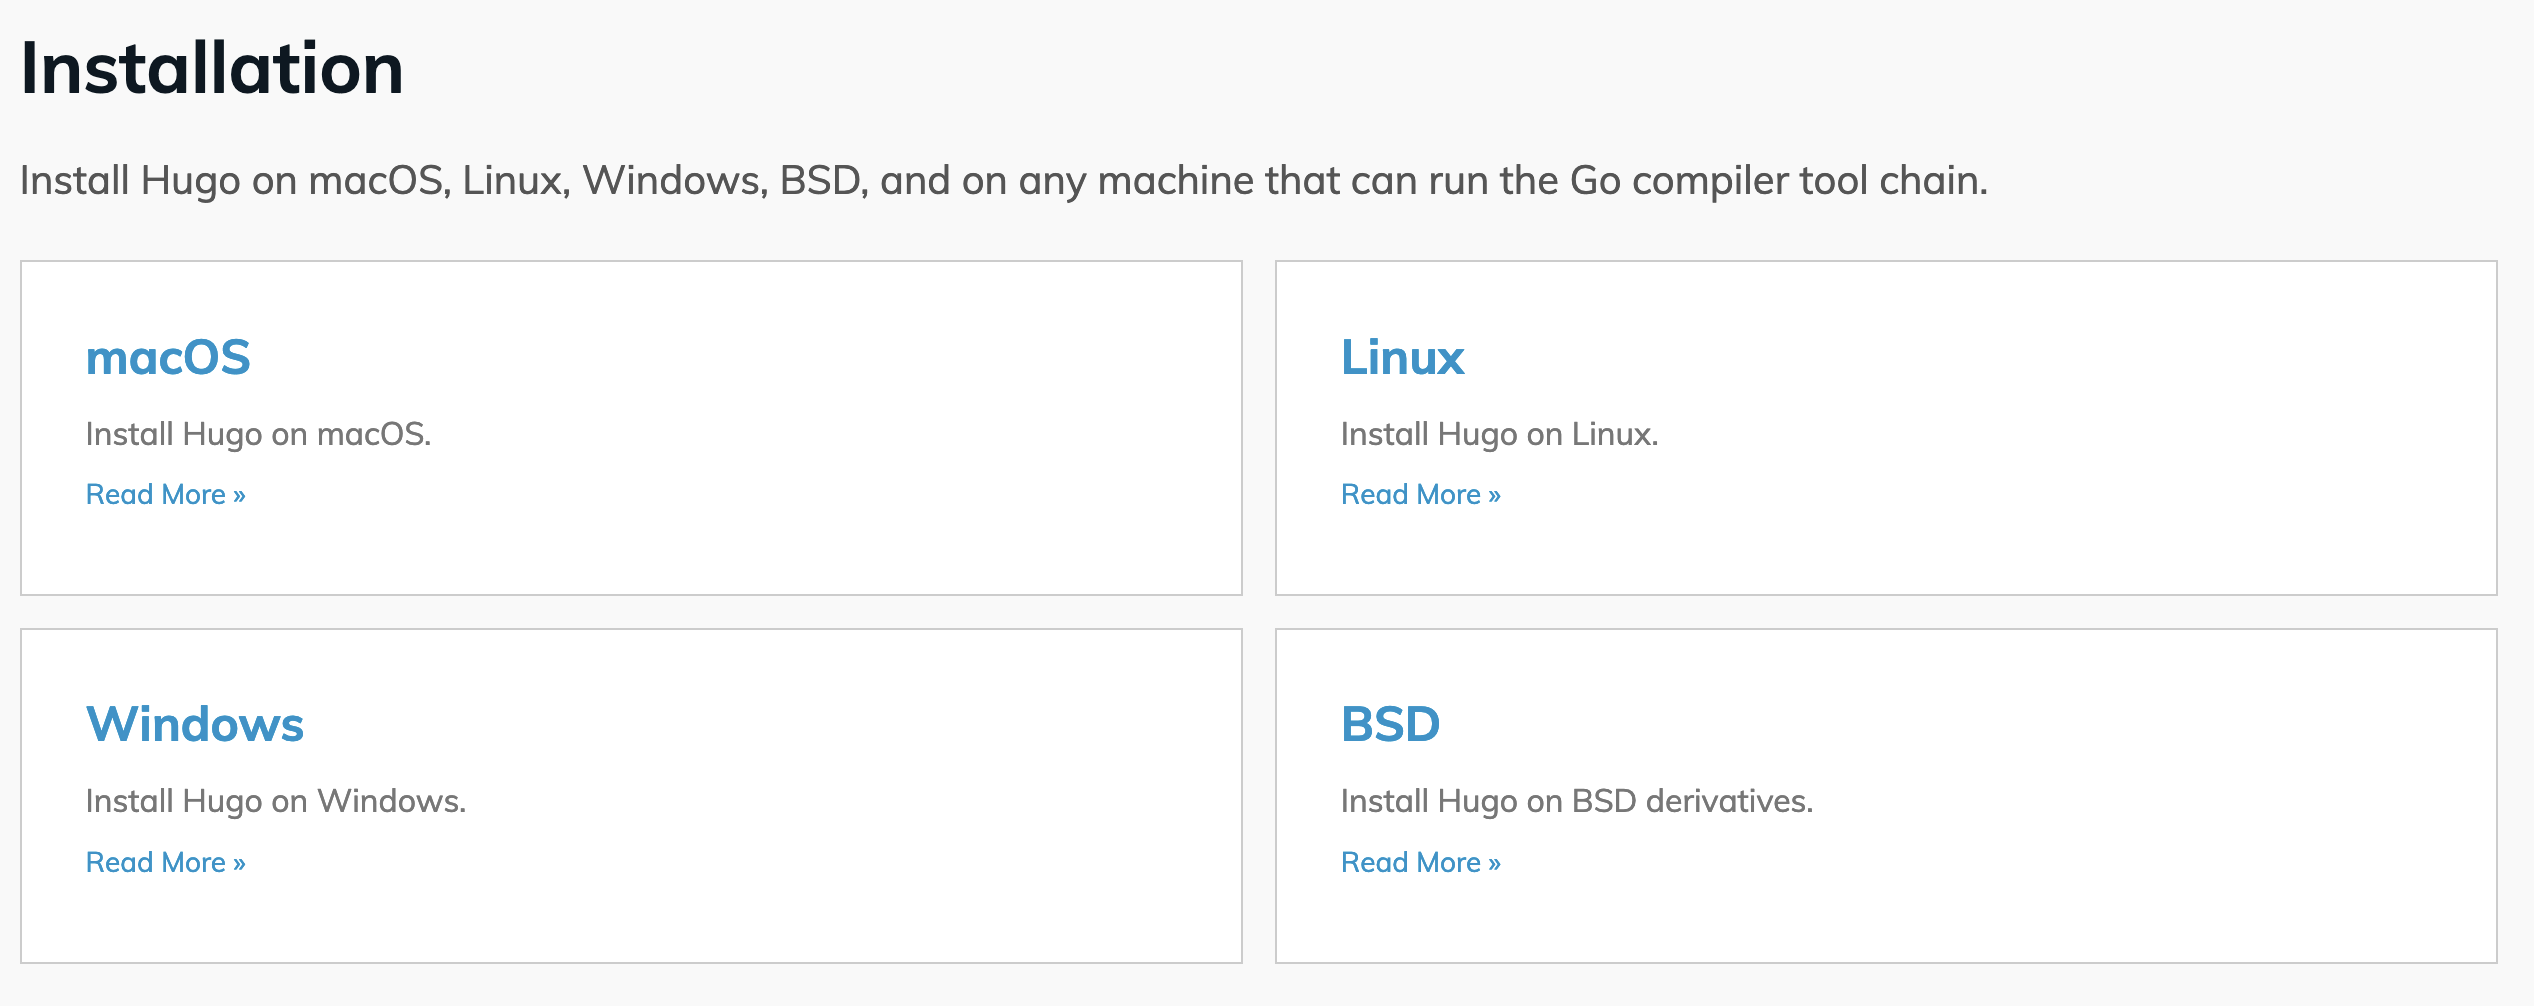 Installation
Install Hugo on macOS, Linux, Windows, BSD, and on any machine that can run the Go compiler tool chain.
macOS
Install Hugo on macOS.
Read More »
Linux
Install Hugo on Linux.
Read More »
Windows
Install Hugo on Windows.
Read More »
BSD
Install Hugo on BSD derivatives.
Read More »